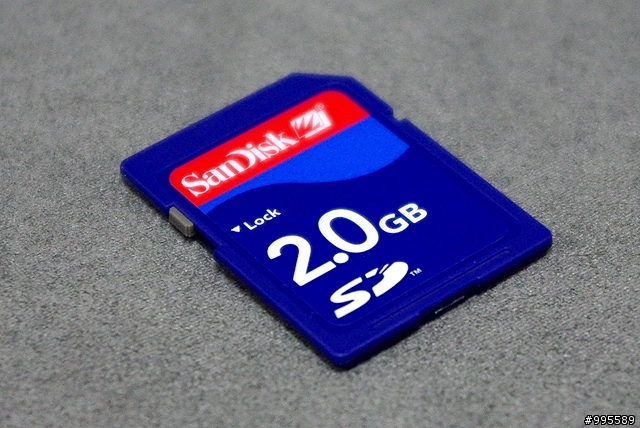 SanDisk
Lock
2.0GB
SD™
#995589